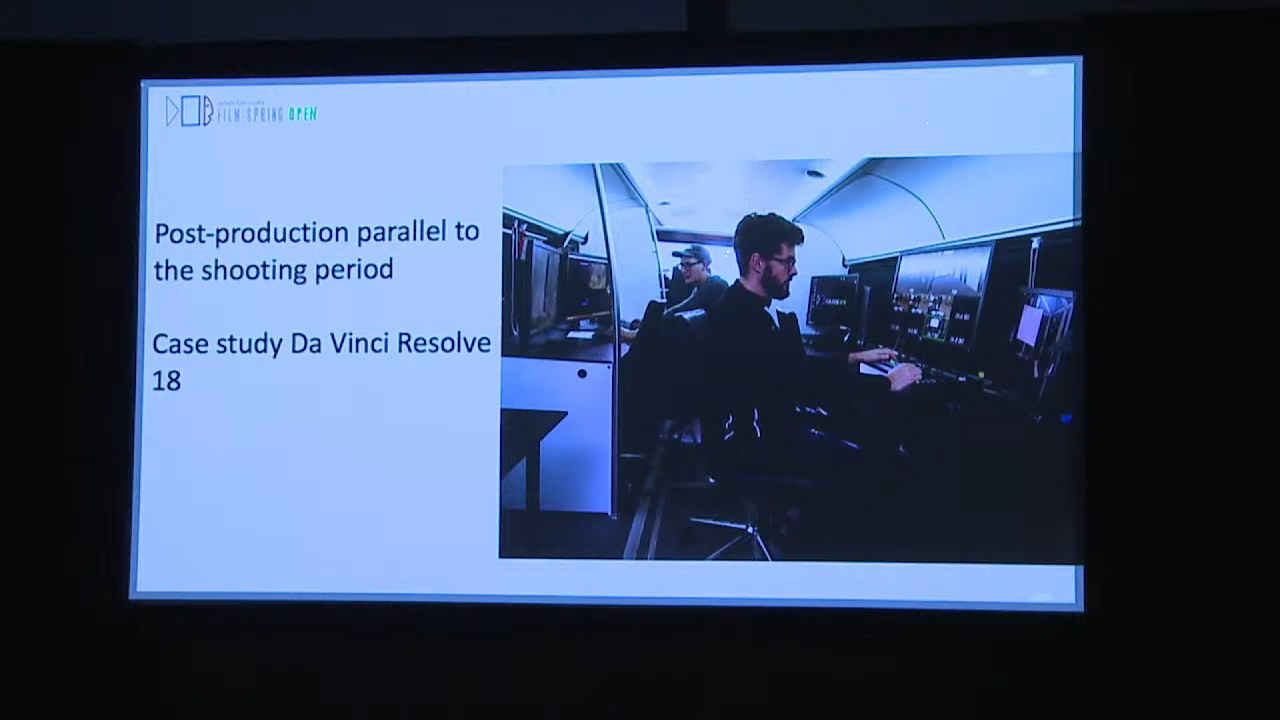 FILM SPRING OPEN
Post-production parallel to
the shooting period
Case study Da Vinci Resolve
18